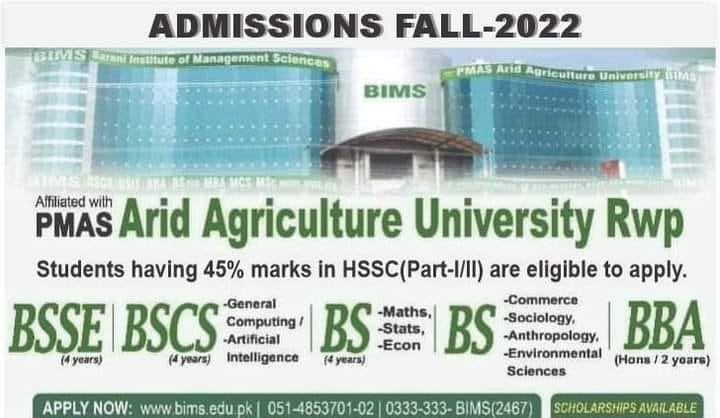 ADMISSIONS FALL-2022
BIMS Barani Institute of Management Sciences
PMAS Arid Agriculture University BIMS
BIMS
Affiliated with
PMAS Arid Agriculture University Rwp
Students having 45% marks in HSSC(Part-I/II) are eligible to apply.
BSSE
(4 years)
BSCS
(4 years)
-General
Computing /
-Artificial
Intelligence
BS
(4 years)
-Maths,
-Stats,
-Econ
BS
-Commerce
-Sociology,
-Anthropology,
-Environmental
Sciences
BBA
(Hons / 2 years)
APPLY NOW: www.bims.edu.pk | 051-4853701-02 | 0333-333- BIMS(2467)
SCHOLARSHIPS AVAILABLE